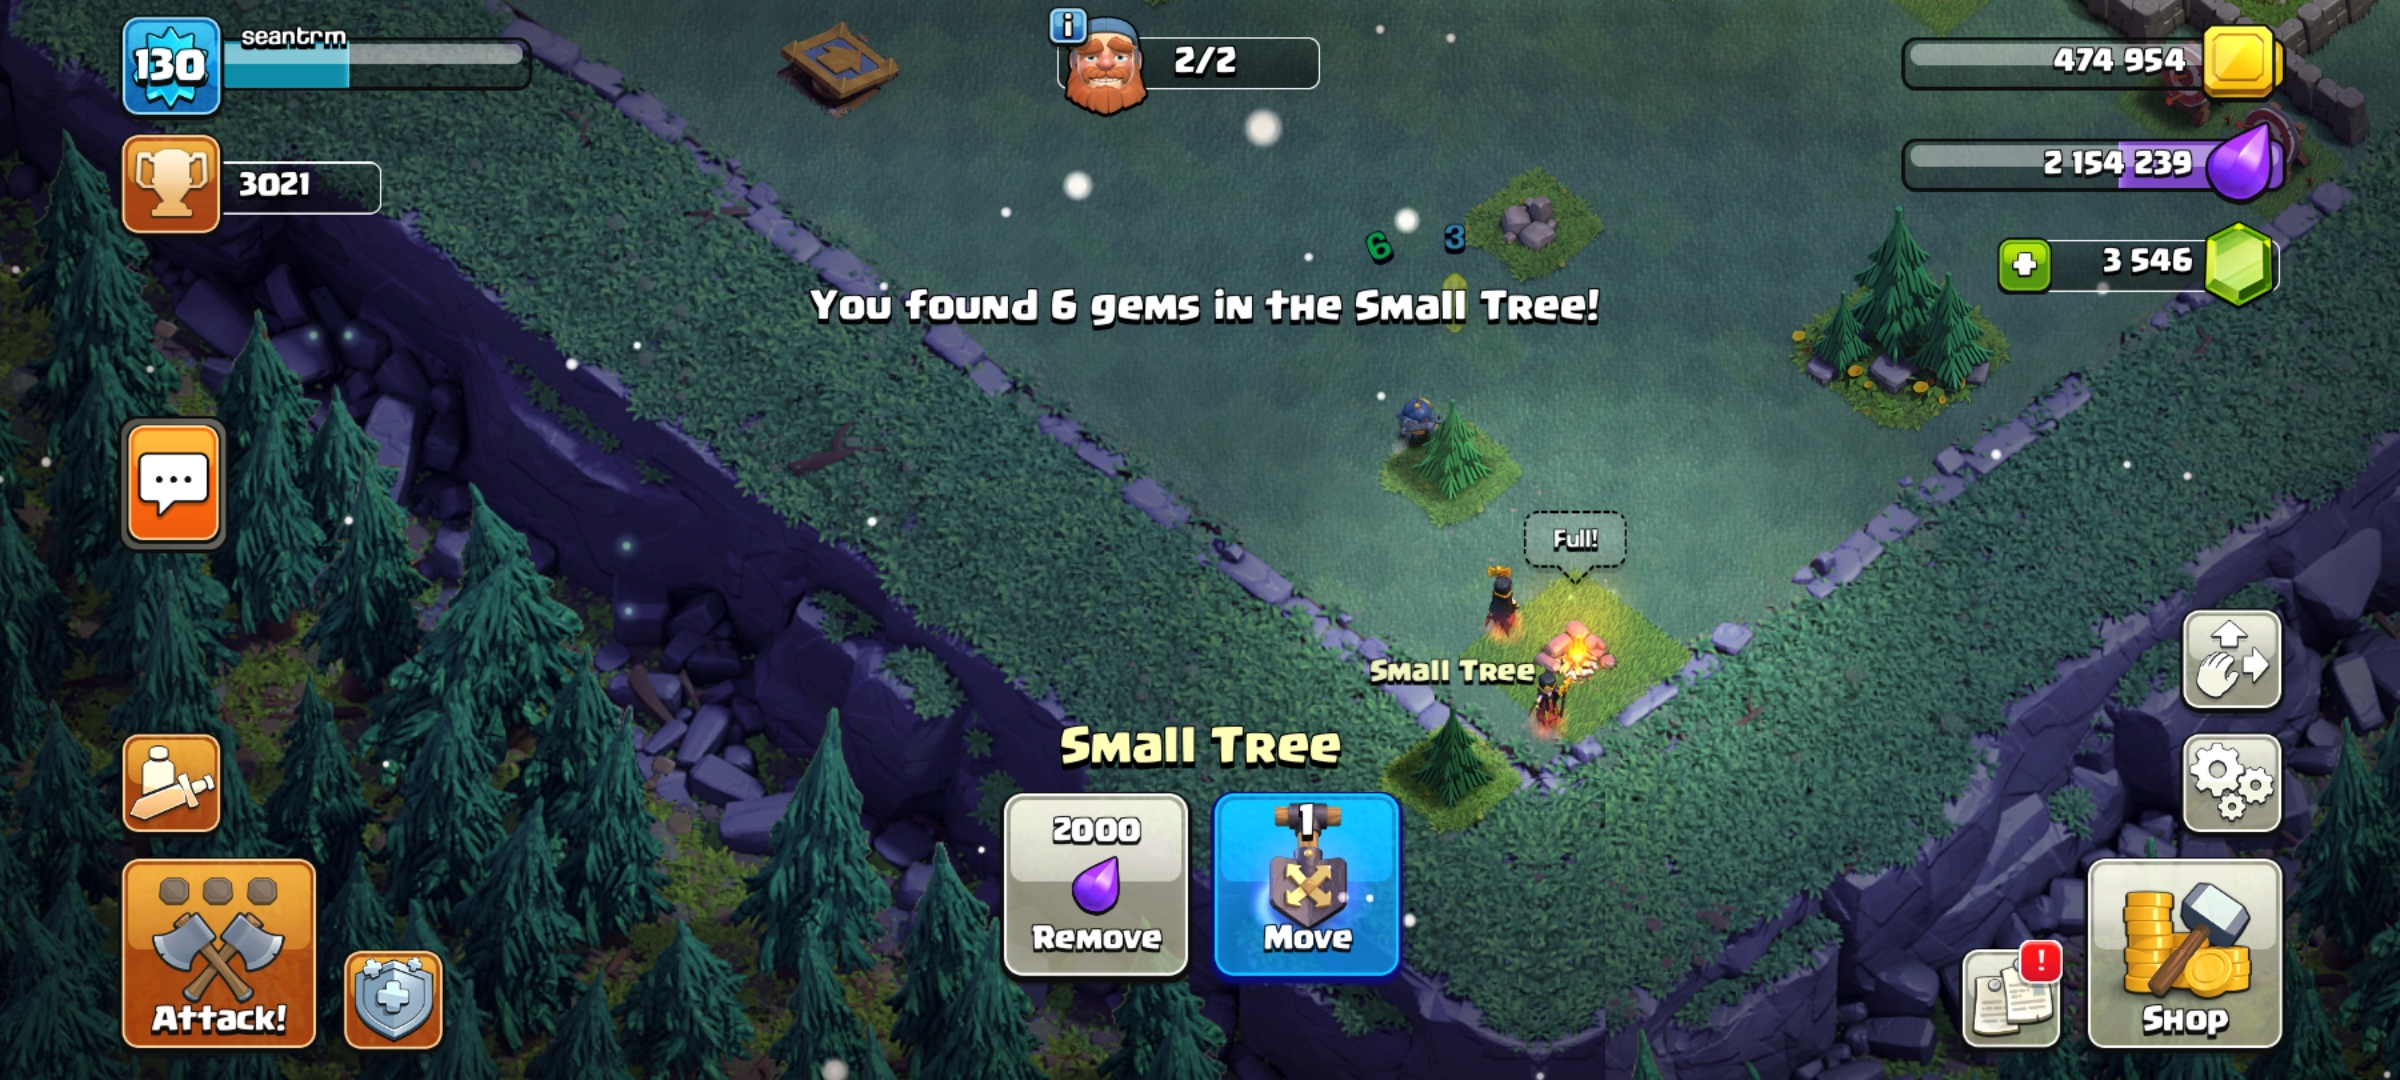 seantrm
130
2/2
474 954
3021
2 154 239
6 3
3 546
You found 6 gems in the Small Tree!
Full!
Small Tree
Small Tree
2000
1
Remove
Move
!
Attack!
Shop